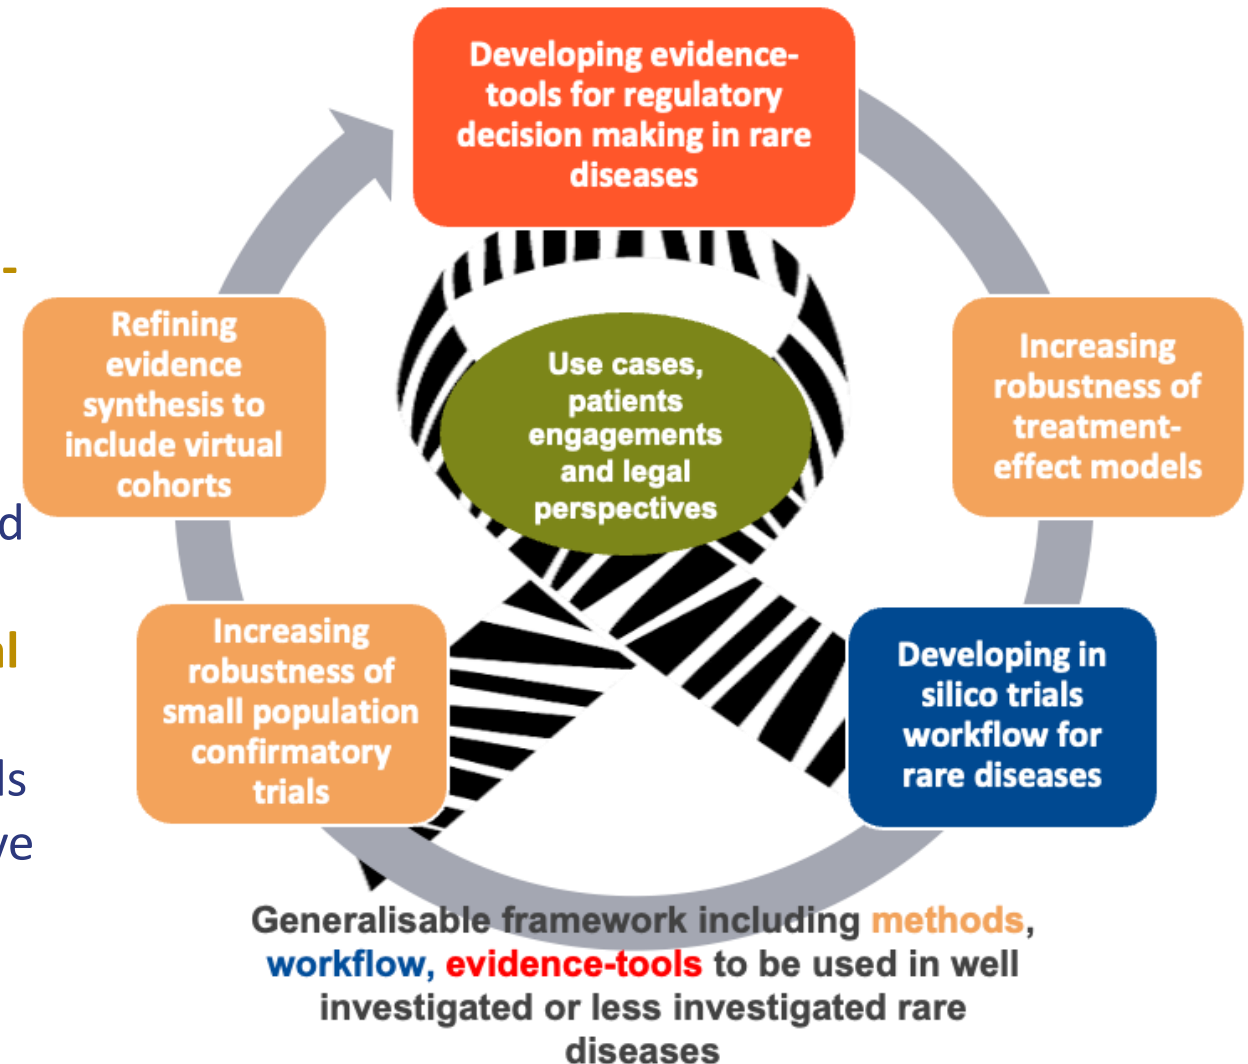 Developing evidence-
tools for regulatory
decision making in rare
diseases
-
Refining
evidence
synthesis to
include virtual
cohorts
Use cases,
patients
engagements
and legal
perspectives
Increasing
robustness of
treatment-
effect models
d
al
ls
ve
Increasing
robustness of
small population
confirmatory
trials
Developing in
silico trials
workflow for
rare diseases
Generalisable framework including methods,
workflow, evidence-tools to be used in well
investigated or less investigated rare
diseases